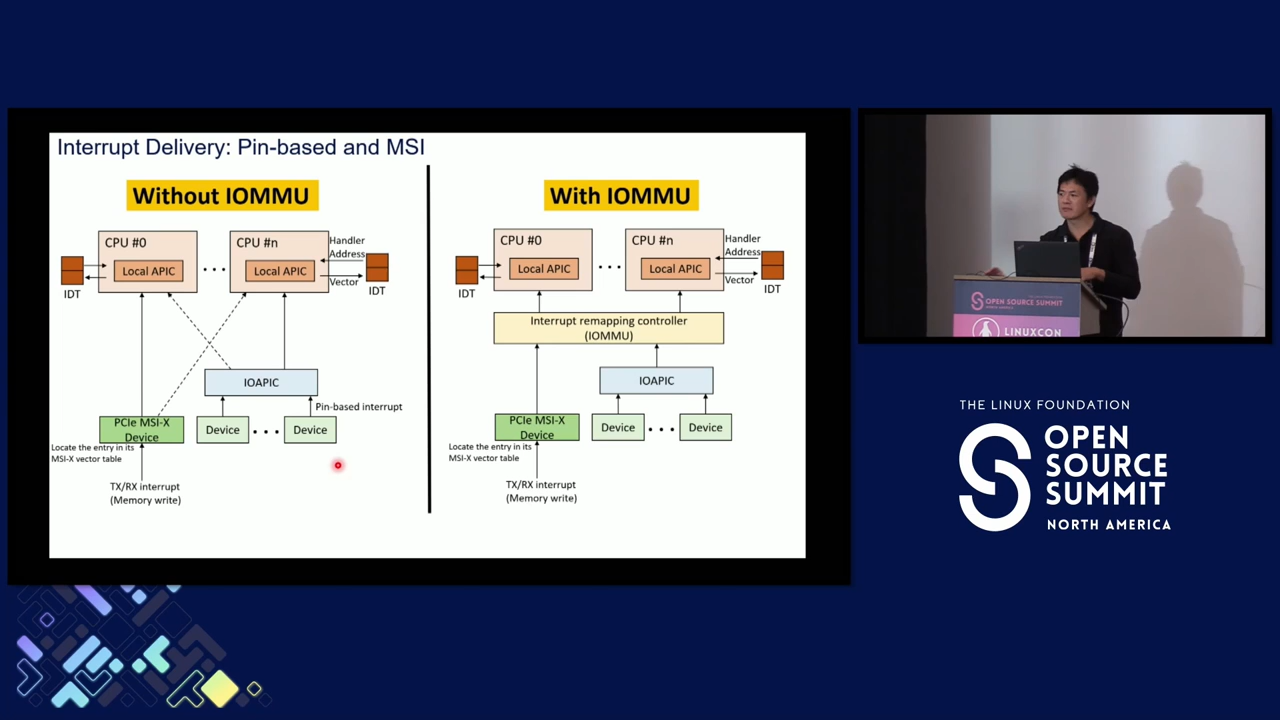 Interrupt Delivery: Pin-based and MSI
Without IOMMU
CPU #0
Local APIC
IDT
CPU #n
Local APIC
Handler
Address
Vector
IDT
IOAPIC
Pin-based interrupt
PCIe MSI-X
Device
Device
Device
Locate the entry in its
MSI-X vector table
TX/RX interrupt
(Memory write)
With IOMMU
CPU #0
Local APIC
IDT
CPU #n
Local APIC
Handler
Address
Vector
IDT
Interrupt remapping controller
(IOMMU)
IOAPIC
PCIe MSI-X
Device
Device
Device
Locate the entry in its
MSI-X vector table
TX/RX interrupt
(Memory write)
OPEN SOURCE SUMMIT
LINUXCON
THE LINUX FOUNDATION
OPEN
SOURCE
SUMMIT
NORTH AMERICA